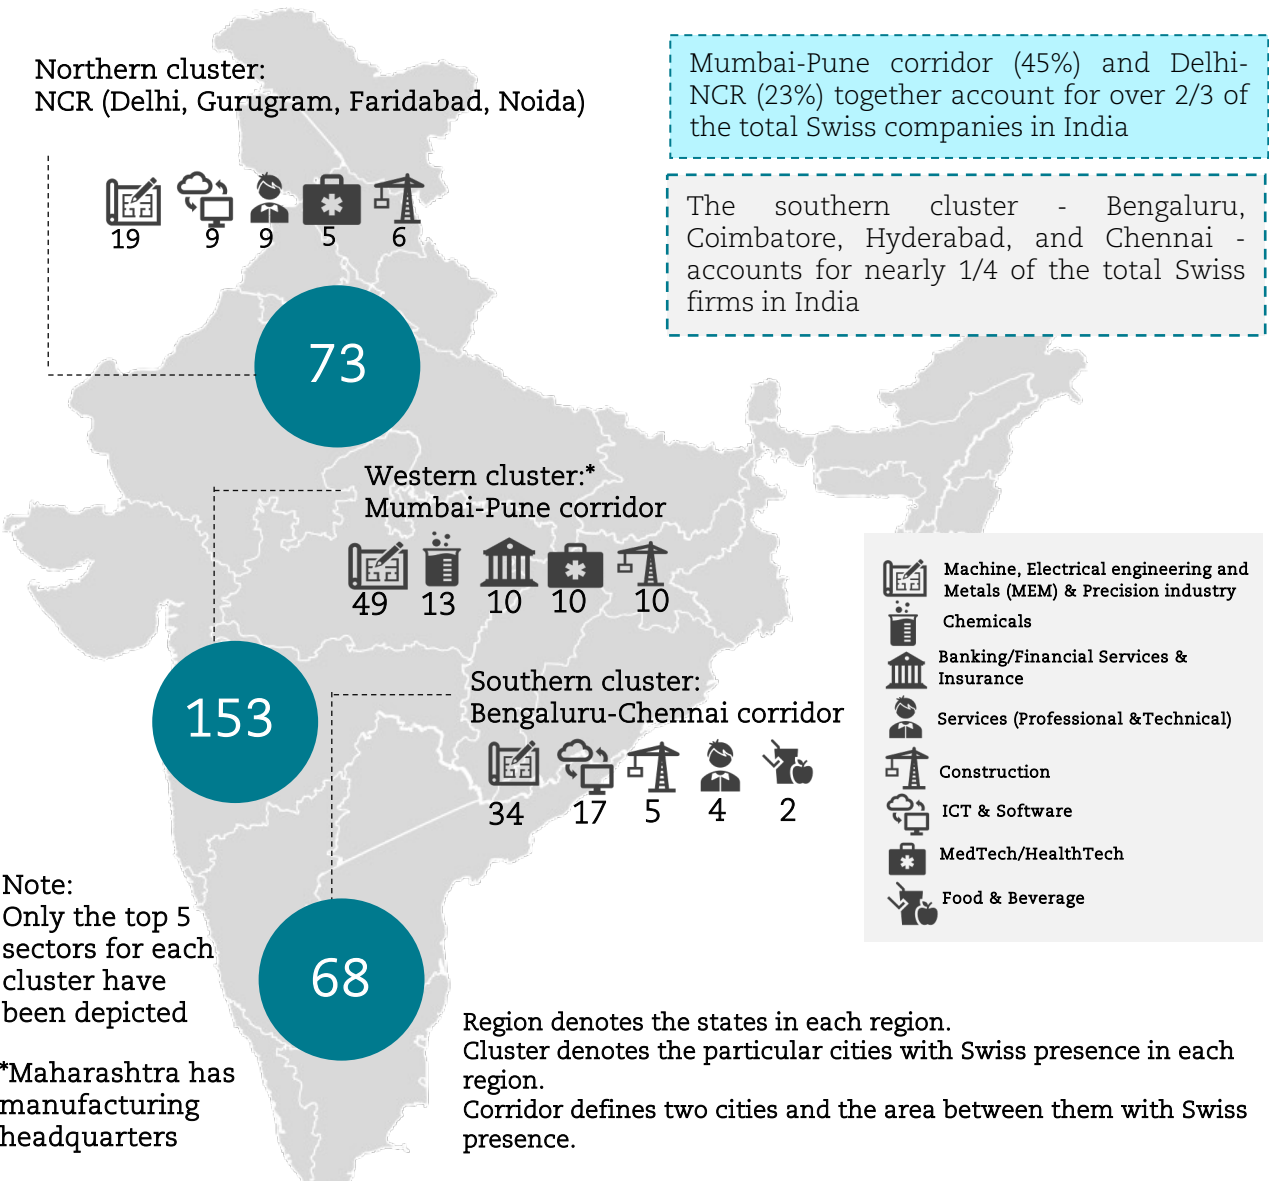 Northern cluster:
NCR (Delhi, Gurugram, Faridabad, Noida)
19 9 9 5 6
73
Mumbai-Pune corridor (45%) and Delhi-
NCR (23%) together account for over 2/3 of
the total Swiss companies in India
The southern cluster - Bengaluru,
Coimbatore, Hyderabad, and Chennai -
accounts for nearly 1/4 of the total Swiss
firms in India
Western cluster:*
Mumbai-Pune corridor
49 13 10 10 10
153
Southern cluster:
Bengaluru-Chennai corridor
34 17 5 4 2
68
Machine, Electrical engineering and
Metals (MEM) & Precision industry
Chemicals
Banking/Financial Services &
Insurance
Services (Professional &Technical)
Construction
ICT & Software
MedTech/HealthTech
Food & Beverage
Note:
Only the top 5
sectors for each
cluster have
been depicted
*Maharashtra has
manufacturing
headquarters
Region denotes the states in each region.
Cluster denotes the particular cities with Swiss presence in each
region.
Corridor defines two cities and the area between them with Swiss
presence.